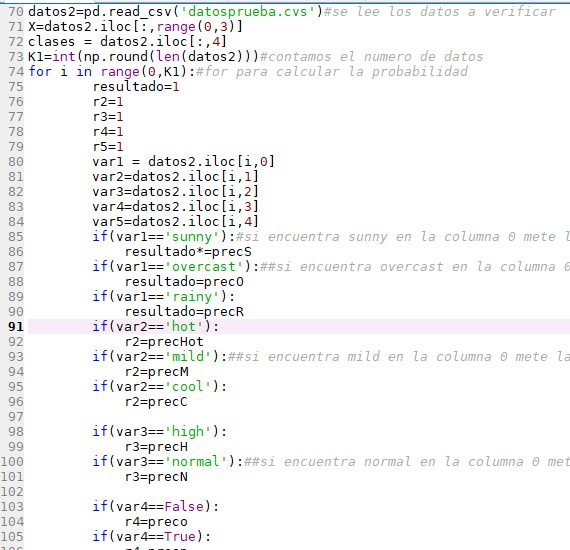 70 datos2=pd.read_csv('datosprueba.cvs')#se lee los datos a verificar
71 X=datos2.iloc[:,range(0,3)]
72 clases = datos2.iloc[:,4]
73 K1=int(np.round(len(datos2)))#contamos el numero de datos
74 for i in range(0,K1):#for para calcular la probabilidad
75 resultado=1
76 r2=1
77 r3=1
78 r4=1
79 r5=1
80 var1 = datos2.iloc[i,0]
81 var2=datos2.iloc[i,1]
82 var3=datos2.iloc[i,2]
83 var4=datos2.iloc[i,3]
84 var5=datos2.iloc[i,4]
85 if(var1=='sunny'):#si encuentra sunny en la columna 0 mete
86 resultado*=precS
87 if(var1=='overcast'):##si encuentra overcast en la columna 0
88 resultado=precO
89 if(var1=='rainy'):
90 resultado=precR
91 if(var2=='hot'):
92 r2=precHot
93 if(var2=='mild'):##si encuentra mild en la columna 0 mete la
94 r2=precM
95 if(var2=='cool'):
96 r2=precC
97
98 if(var3=='high'):
99 r3=precH
100 if(var3=='normal'):##si encuentra normal en la columna 0 met
101 r3=precN
102
103 if(var4==False):
104 r4=preco
105 if(var4==True):